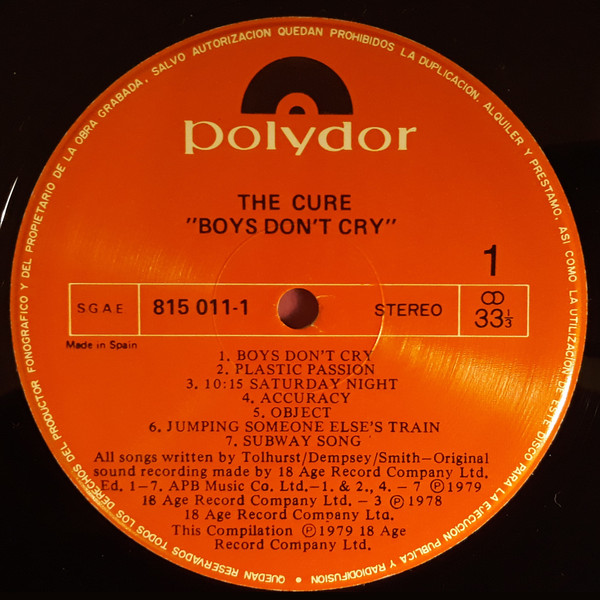 QUEDAN RESERVADOS TODOS LOS DERECHOS DEL PRODUCTOR FONOGRAFICO Y DEL PROPIETARIO DE LA OBRA GRABADA. SALVO AUTORIZACION QUEDAN PROHIBIDOS LA DUPLICACION, ALQUILER Y PRESTAMO, ASI COMO LA UTILIZACION DE ESTE DISCO PARA LA EJECUCION PUBLICA Y RADIODIFUSION •
polydor
THE CURE
"BOYS DON'T CRY"
1
S.G.A.E 815 011-1 STEREO 33⅓
Made in Spain
1. BOYS DON'T CRY
2. PLASTIC PASSION
3. 10:15 SATURDAY NIGHT
4. ACCURACY
5. OBJECT
6. JUMPING SOMEONE ELSE'S TRAIN
7. SUBWAY SONG
All songs written by Tolhurst/Dempsey/Smith—Original
sound recording made by 18 Age Record Company Ltd.
Ed. 1-7. APB Music Co. Ltd.-1. & 2., 4. - 7 ℗ 1979
18 Age Record Company Ltd. - 3 ℗ 1978
18 Age Record Company Ltd.
This Compilation ℗ 1979 18 Age
Record Company Ltd.